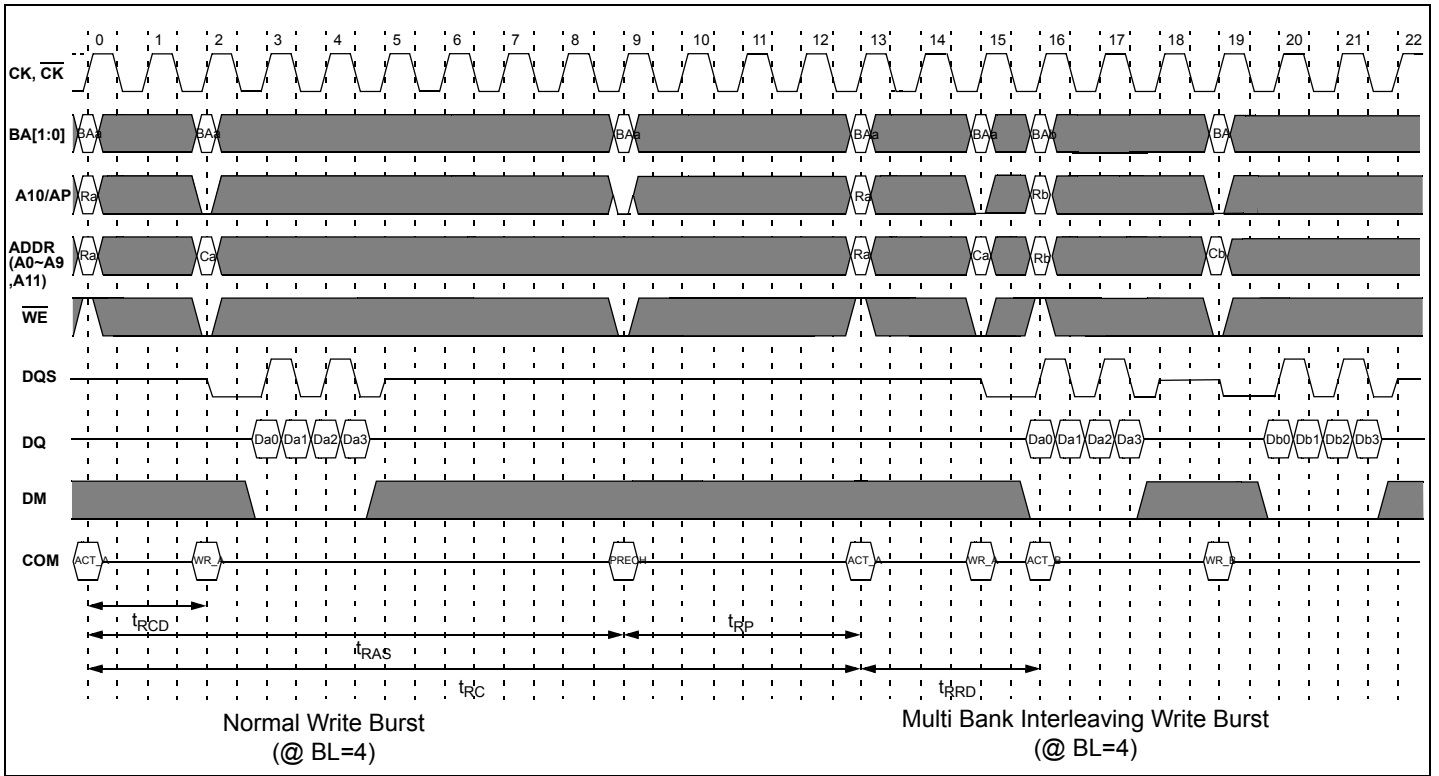 0 1 2 3 4 5 6 7 8 9 10 11 12 13 14 15 16 17 18 19 20 21 22
CK, CK
BA[1:0] BAa BAa BAa BAa BAa BAb BA
A10/AP Ra Ra Rb
ADDR
(A0~A9
,A11)
Ra Ca Ra Ca Rb Cb
WE
DQS
DQ Da0 Da1 Da2 Da3 Da0 Da1 Da2 Da3 Db0 Db1 Db2 Db3
DM
COM ACT_A WR_A PRECH ACT_A WR_A ACT_B WR_B
tRCD
tRP
tRAS
tRC tRRD
Normal Write Burst
(@ BL=4)
Multi Bank Interleaving Write Burst
(@ BL=4)